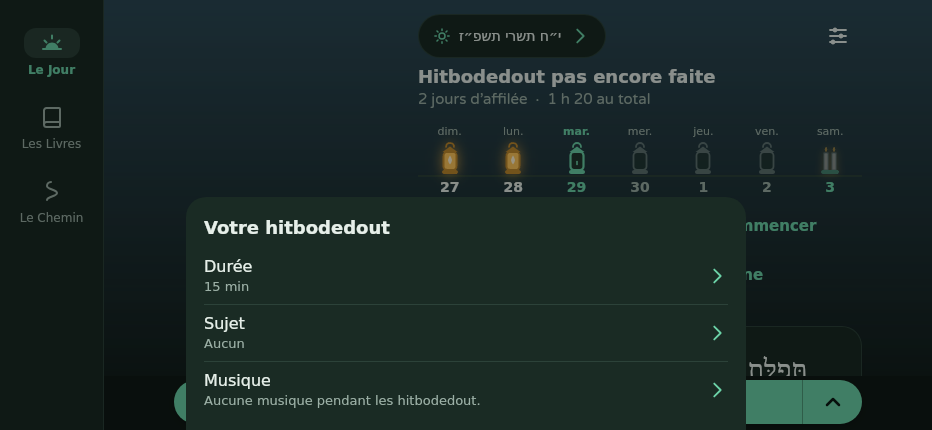 Le Jour
Les Livres
Le Chemin
י״ח תשרי תשפ״ז
Hitbodedout pas encore faite
2 jours d'affilée · 1 h 20 au total
dim. lun. mar. mer. jeu. ven. sam.
27 28 29 30 1 2 3
mmencer
ne
Votre hitbodedout
Durée
15 min
Sujet
Aucun
Musique
Aucune musique pendant les hitbodedout.